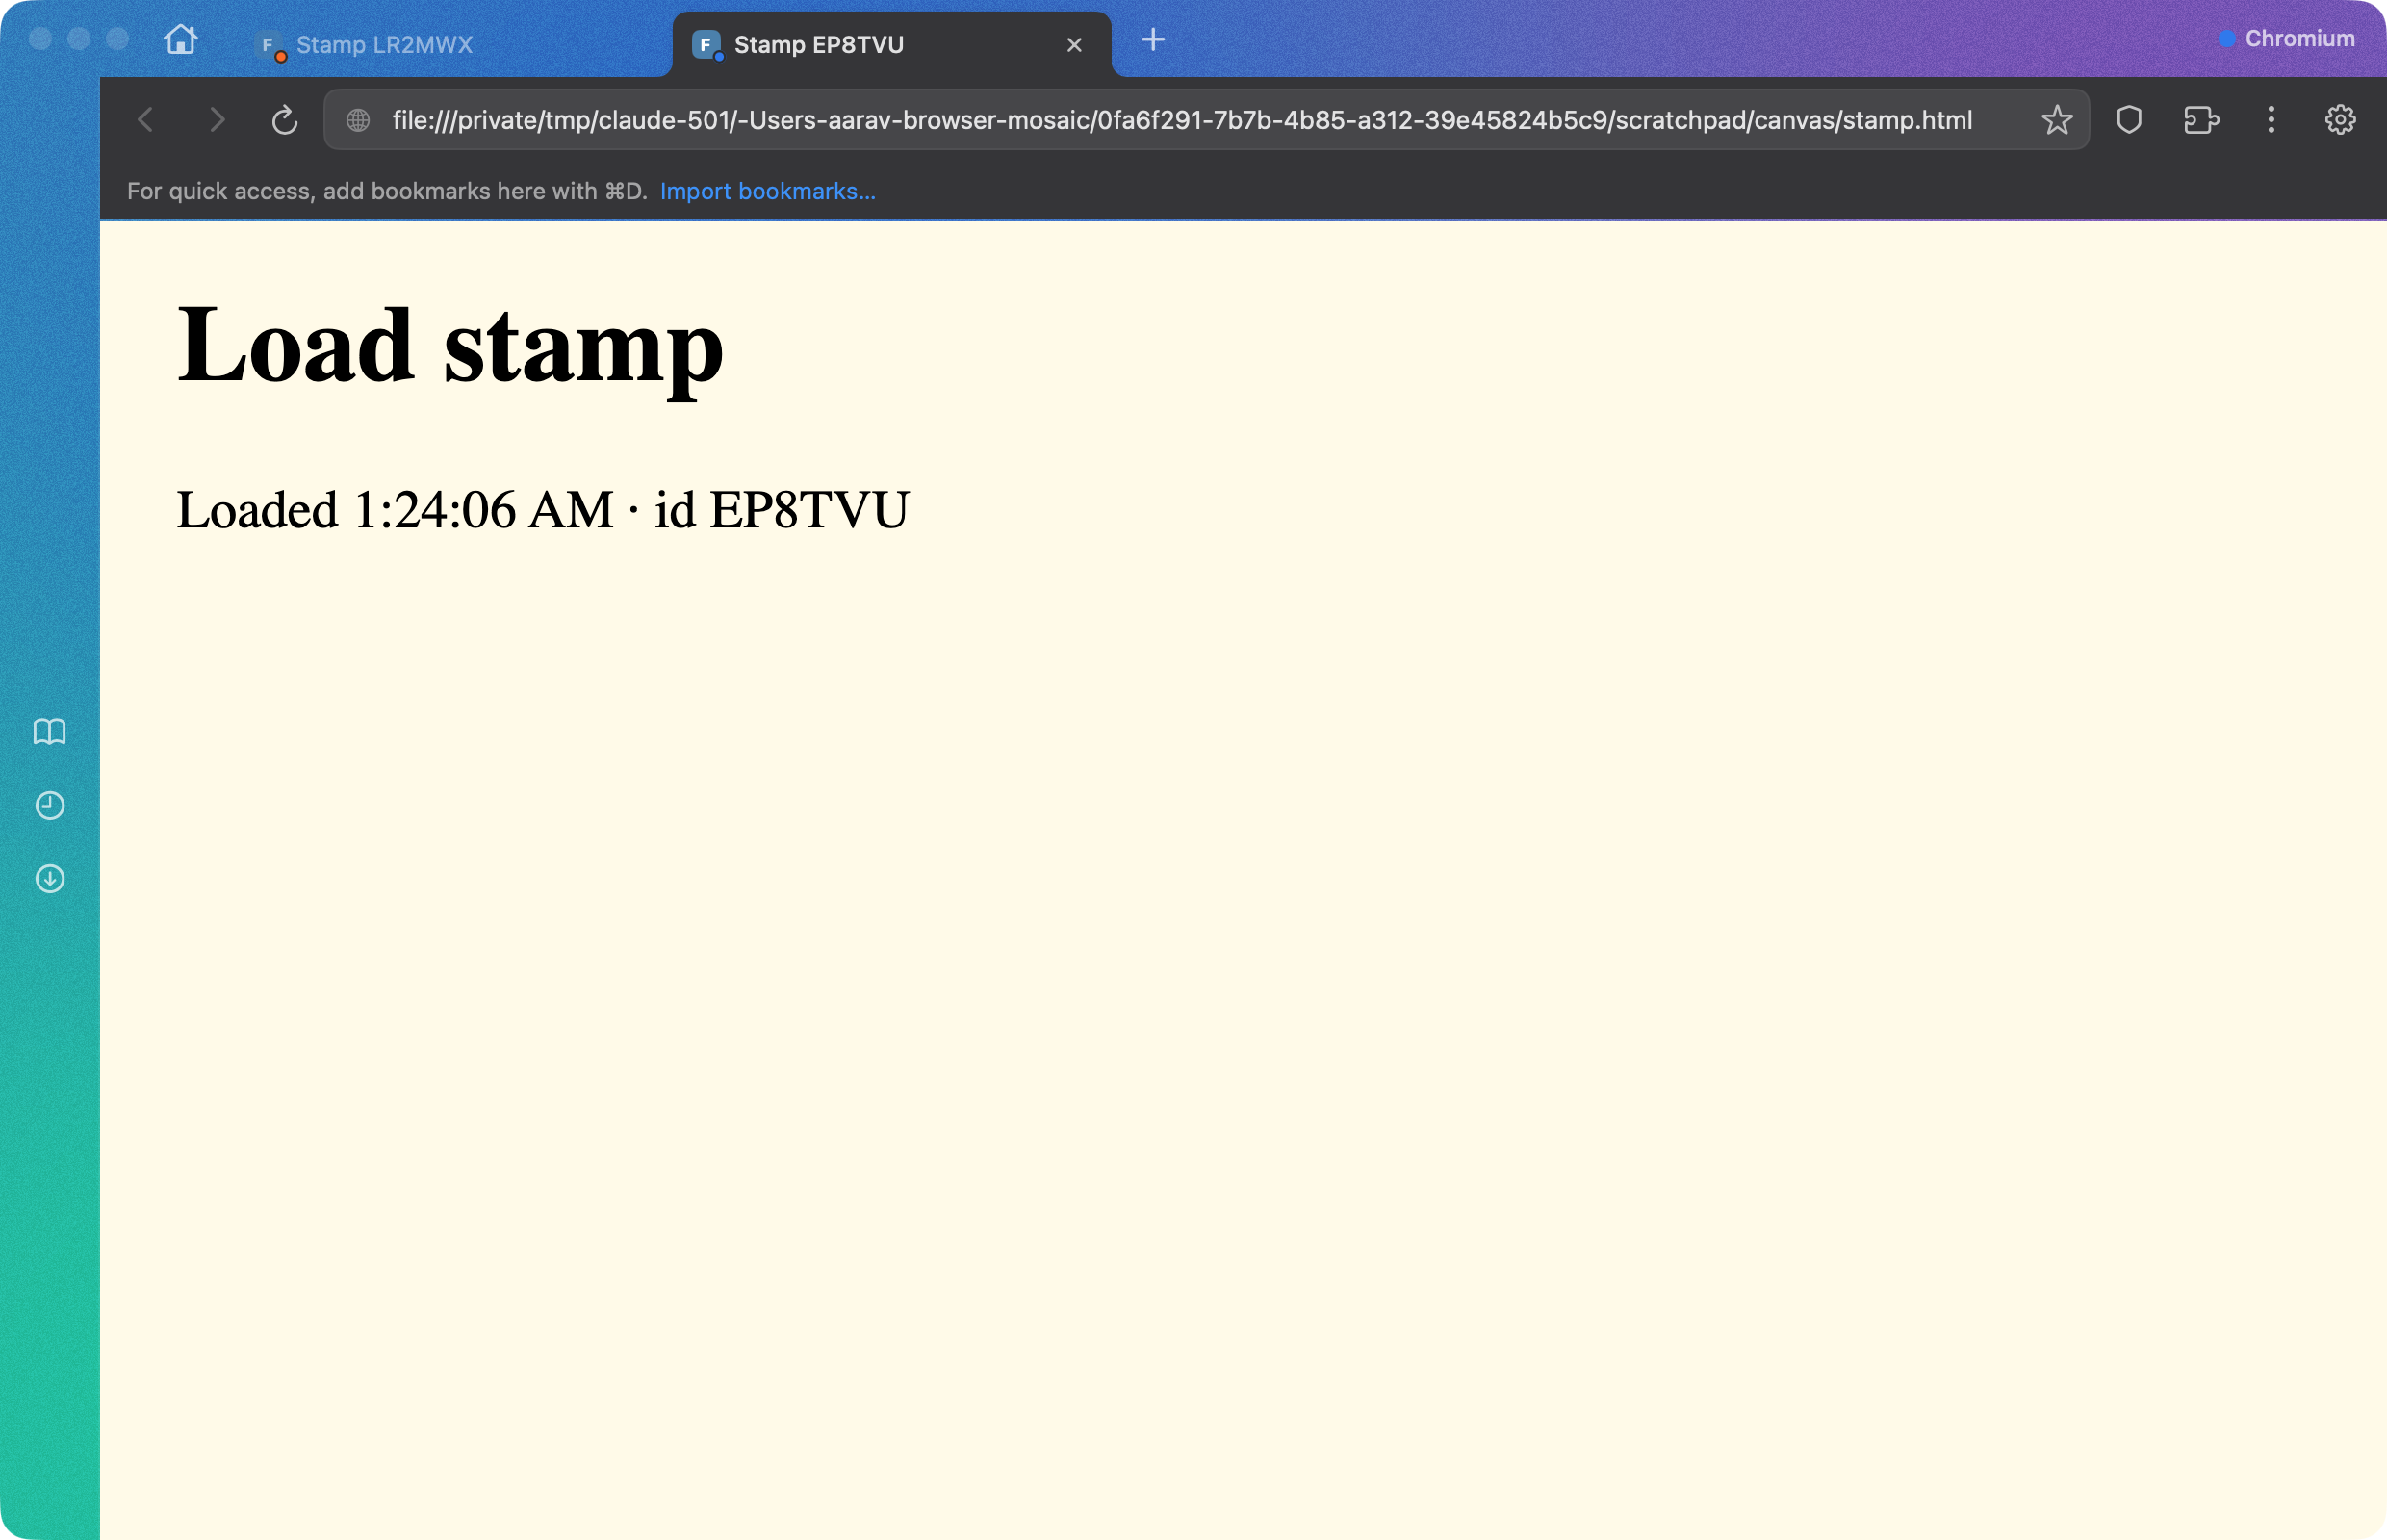 F Stamp LR2MWX
F Stamp EP8TVU
Chromium
file:///private/tmp/claude-501/-Users-aarav-browser-mosaic/0fa6f291-7b7b-4b85-a312-39e45824b5c9/scratchpad/canvas/stamp.html
For quick access, add bookmarks here with ⌘D. Import bookmarks...
Load stamp
Loaded 1:24:06 AM · id EP8TVU